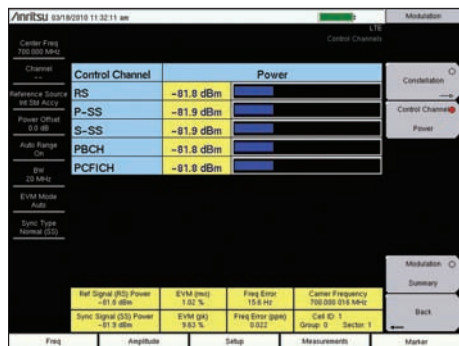 Anritsu 03/18/2010 11:32:11 am
Modulation
LTE
Control Channels
Center Freq
700.000 MHz
Channel
--
Reference Source
Int Std Accy
Power Offset
0.0 dB
Auto Range
On
BW
20 MHz
EVM Mode
Auto
Sync Type
Normal (SS)
Control Channel Power
RS -81.8 dBm
P-SS -81.9 dBm
S-SS -81.9 dBm
PBCH -81.8 dBm
PCFICH -81.8 dBm
Constellation
Control Channel
Power
Modulation
Summary
Back
Ref Signal (RS) Power EVM (rms) Freq Error Carrier Frequency
-81.8 dBm 1.02 % 15.6 Hz 700.000 016 MHz
Sync Signal (SS) Power EVM (pk) Freq Error (ppm) Cell ID: 1
-81.9 dBm 9.63 % 0.022 Group: 0 Sector: 1
Freq Amplitude Setup Measurements Marker